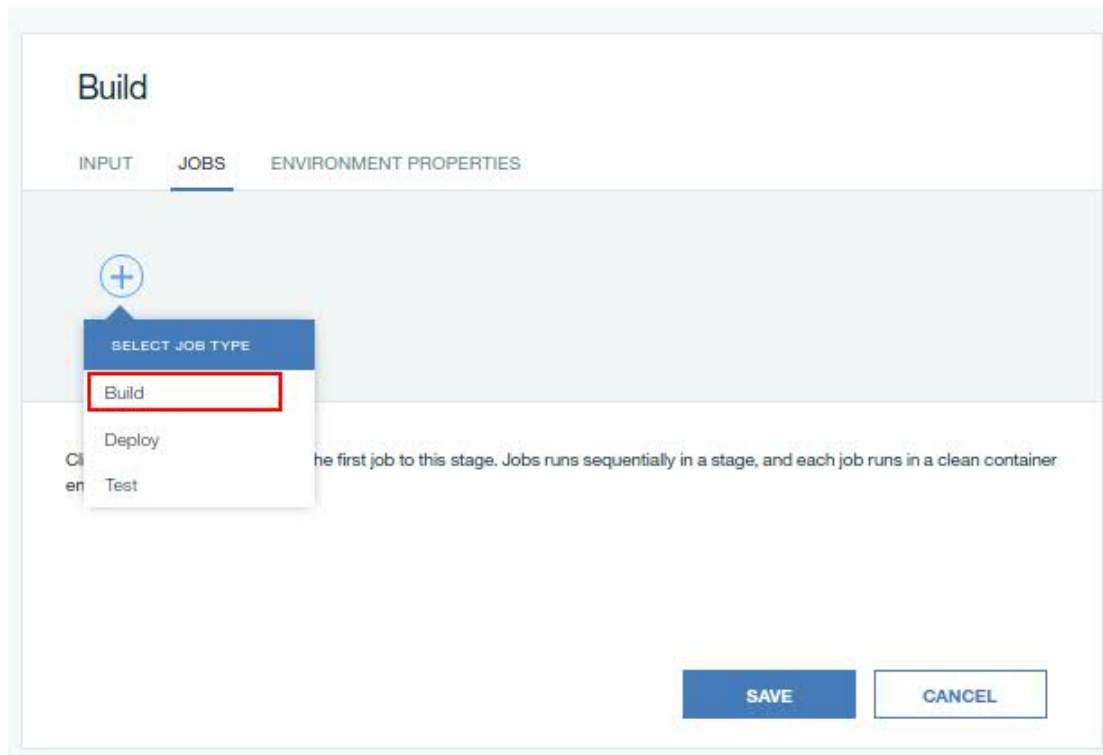 Build
INPUT JOBS ENVIRONMENT PROPERTIES
SELECT JOB TYPE
Build
Deploy
Cl he first job to this stage. Jobs runs sequentially in a stage, and each job runs in a clean container
en
Test
SAVE CANCEL